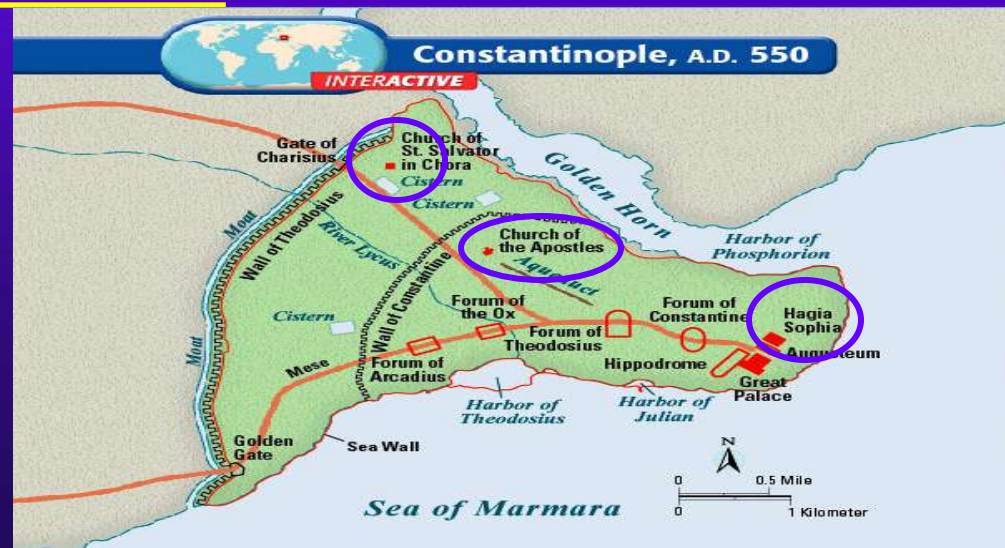 Constantinople, A.D. 550
INTERACTIVE
Gate of
Charisius
Church of
St. Salvator
in Chora
Cistern
Cistern
Golden Horn
Moat
Wall of Theodosius
River Lycus
Wall of Constantine
Church of
the Apostles
Aqueduct
Harbor of
Phosphorion
Forum of
the Ox
Forum of
Constantine
Hagia
Sophia
Cistern
Forum of
Theodosius
Augusteum
Moat
Mese
Forum of
Arcadius
Hippodrome
Great
Palace
Harbor of
Theodosius
Harbor of
Julian
Golden
Gate
Sea Wall
N
0 0.5 Mile
0 1 Kilometer
Sea of Marmara